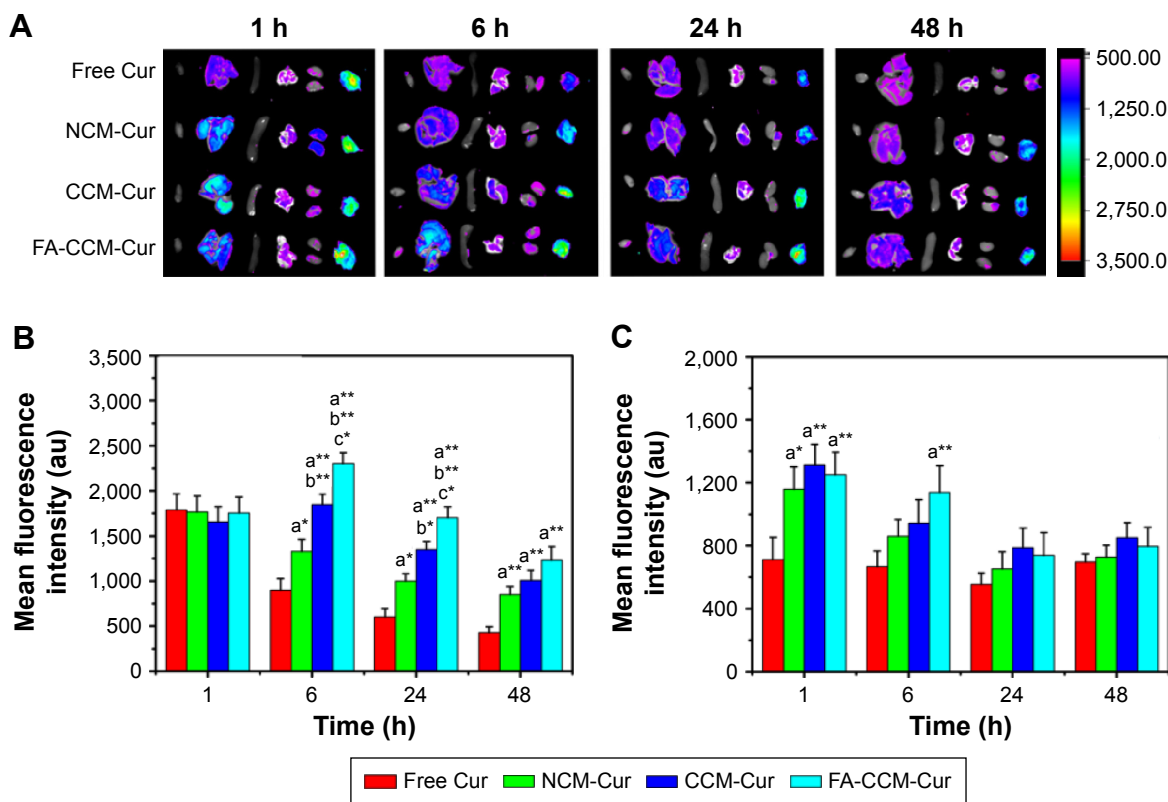 A
1 h 6 h 24 h 48 h
Free Cur
NCM-Cur
CCM-Cur
FA-CCM-Cur
500.00
1,250.0
2,000.0
2,750.0
3,500.0
B
Mean fluorescence
intensity (au)
3,500
3,000
2,500
2,000
1,500
1,000
500
0
a*
a**
b**
a**
b**
c*
a*
a**
b*
a**
b**
c*
a**
a**
a**
1 6 24 48
Time (h)
C
Mean fluorescence
intensity (au)
2,000
1,600
1,200
800
400
0
a*
a**
a**
a**
1 6 24 48
Time (h)
Free Cur NCM-Cur CCM-Cur FA-CCM-Cur